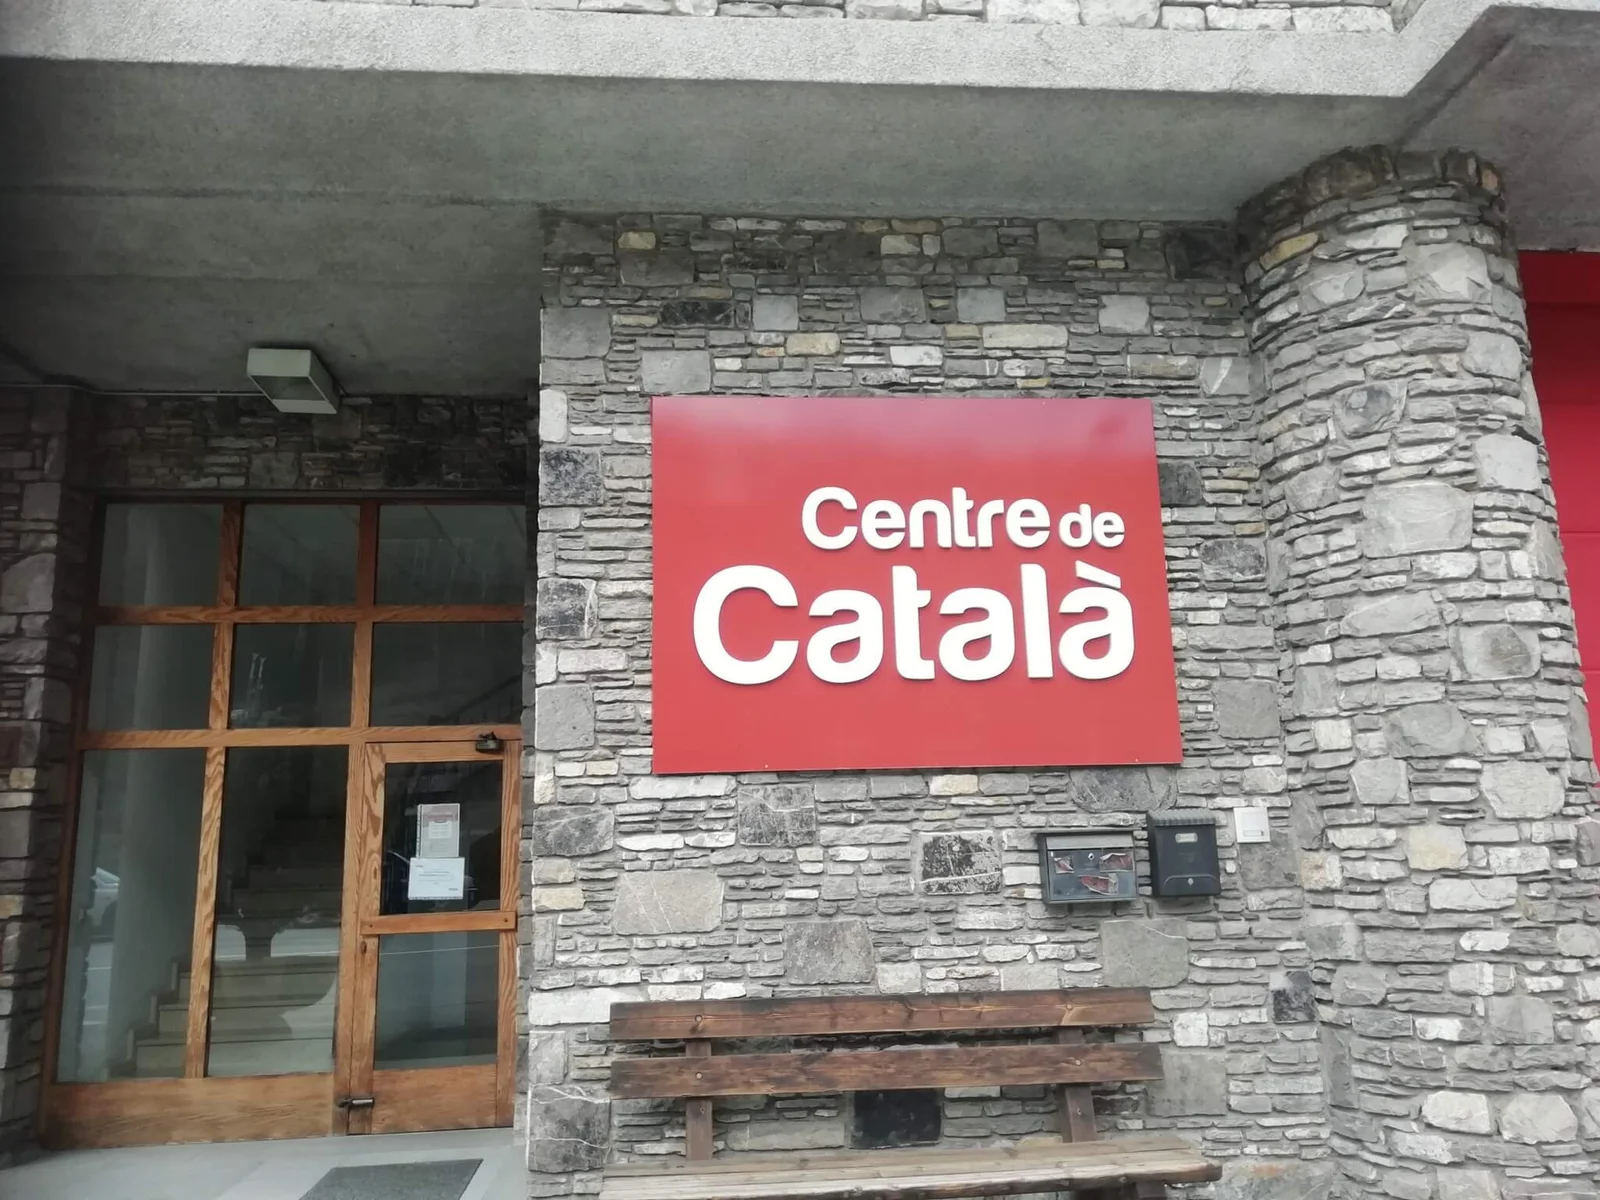 Centre de
Català